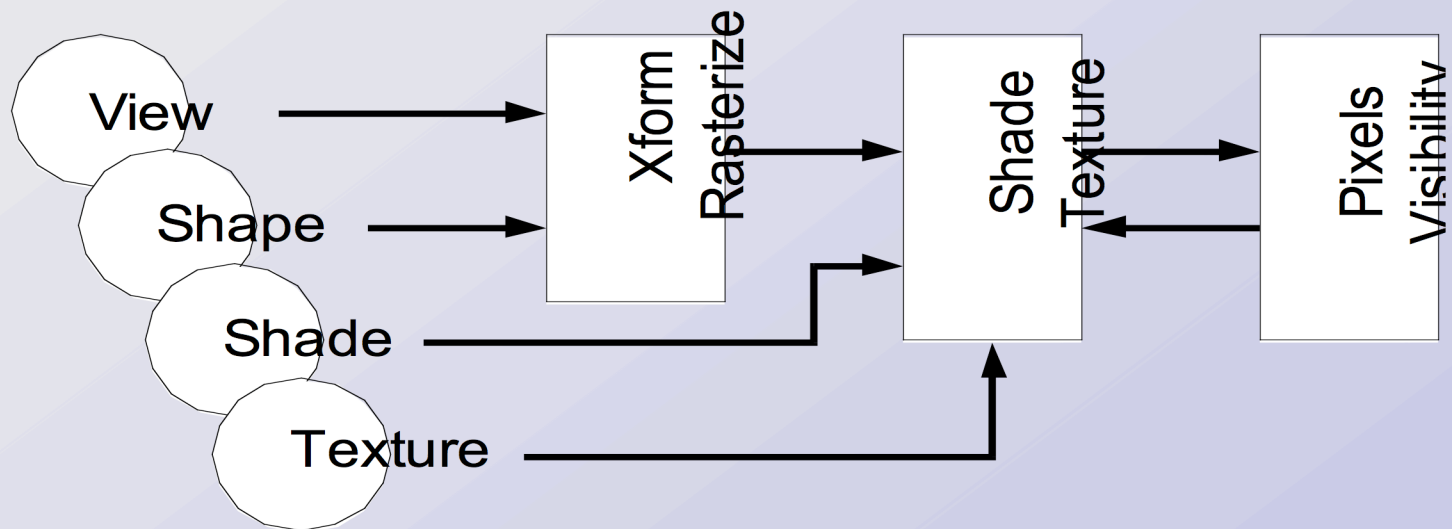 View
Shape
Shade
Texture
Xform
Rasterize
Shade
Texture
Pixels
Visibility